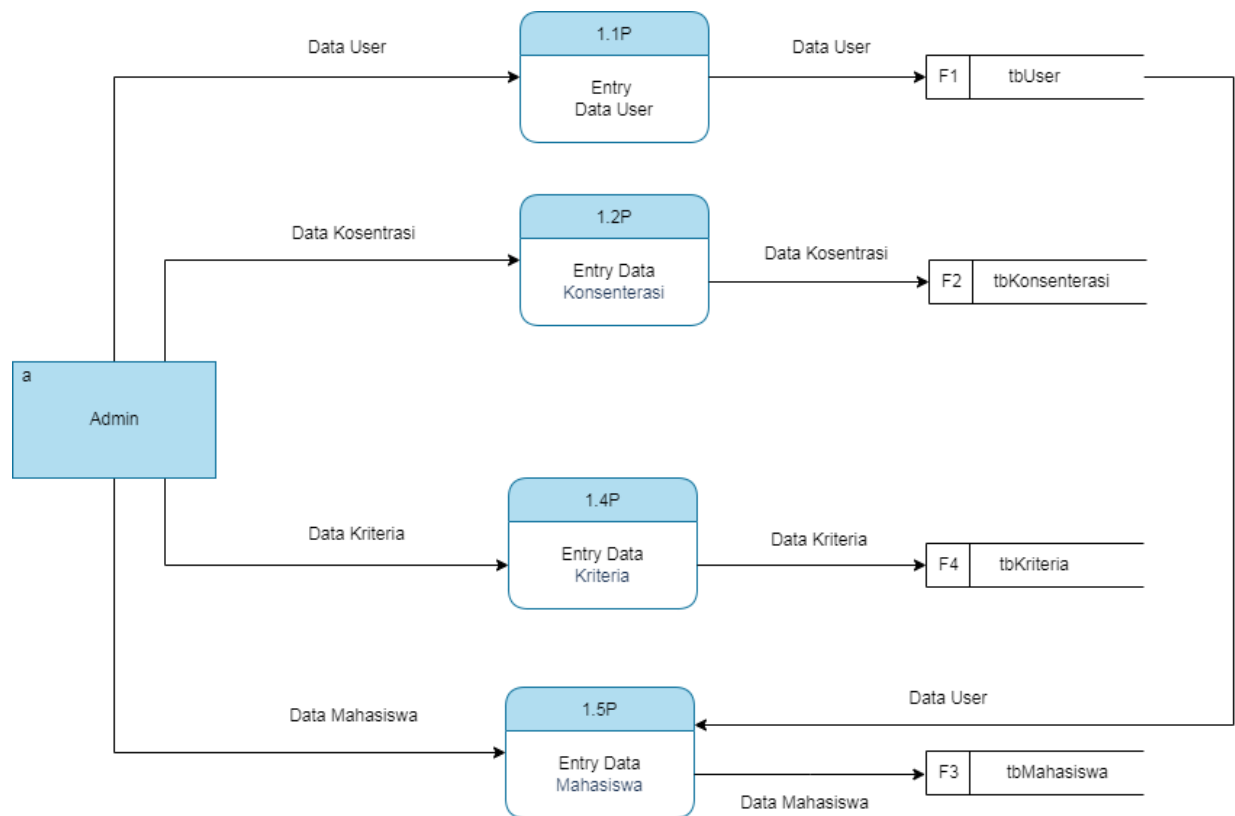 1.1P
Data User
Data User
Entry
Data User
F1
tbUser
1.2P
Data Kosentrasi
Data Kosentrasi
Entry Data
Konsenterasi
F2
tbKonsenterasi
a
Admin
1.4P
Data Kriteria
Data Kriteria
Entry Data
Kriteria
F4
tbKriteria
1.5P
Data Mahasiswa
Data User
Entry Data
Mahasiswa
F3
tbMahasiswa
Data Mahasiswa